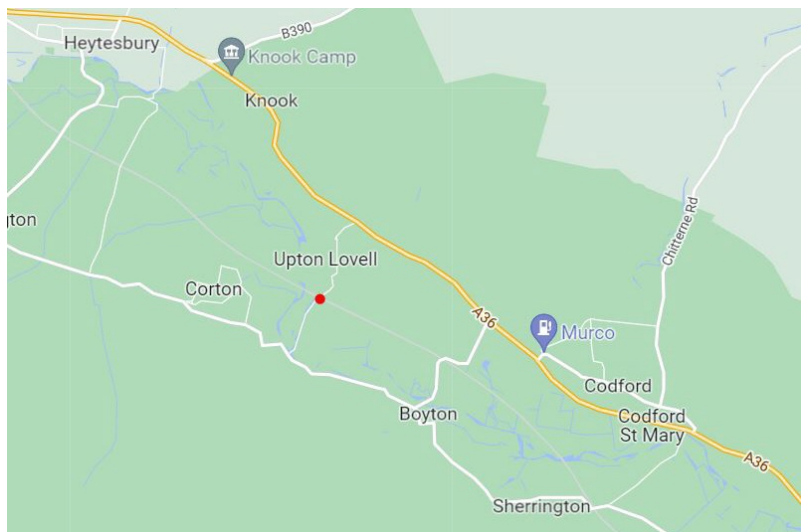 Heytesbury
B390
Knook Camp
Knook
gton
Upton Lovell
Corton
A36
Murco
Chitterne Rd
Codford
Boyton
Codford
St Mary
A36
Sherrington